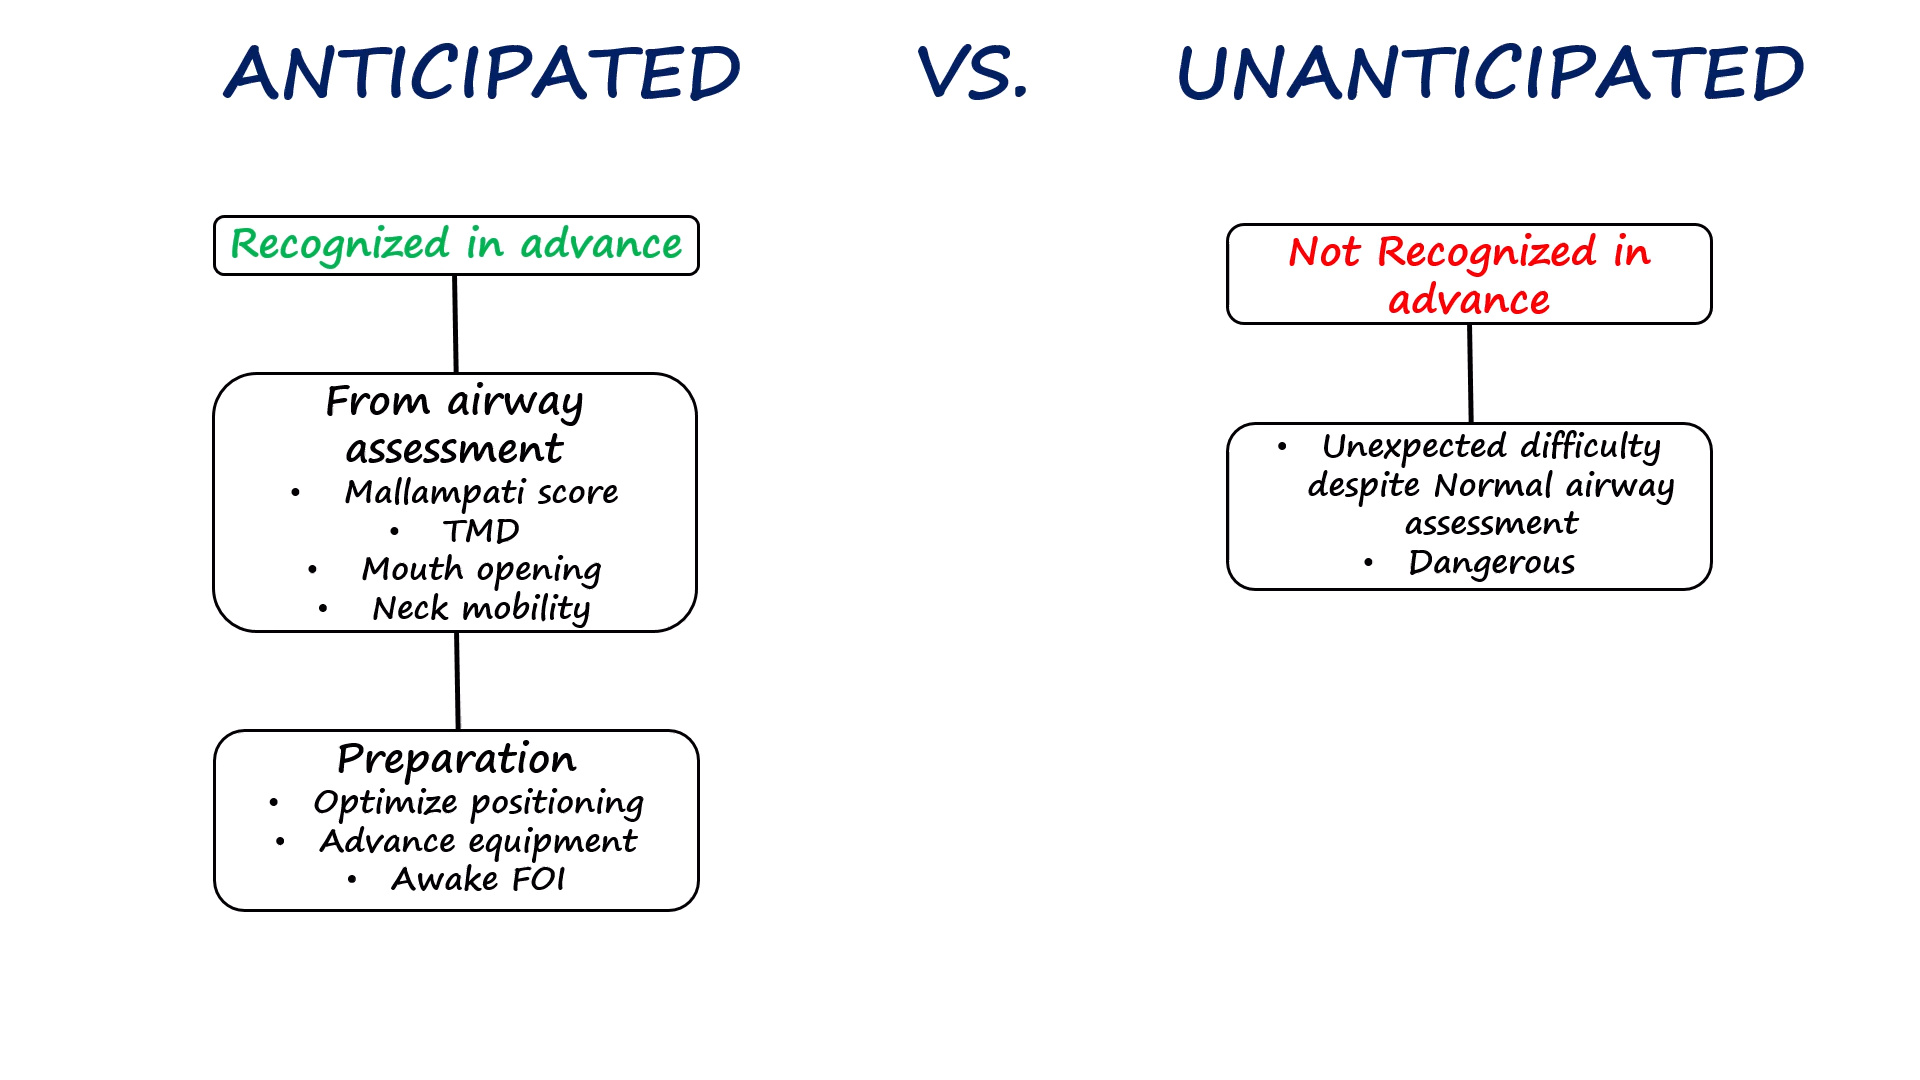 ANTICIPATED VS. UNANTICIPATED
Recognized in advance
From airway
assessment
• Mallampati score
• TMD
• Mouth opening
• Neck mobility
Preparation
• Optimize positioning
• Advance equipment
• Awake FOI
Not Recognized in
advance
• Unexpected difficulty
despite Normal airway
assessment
• Dangerous